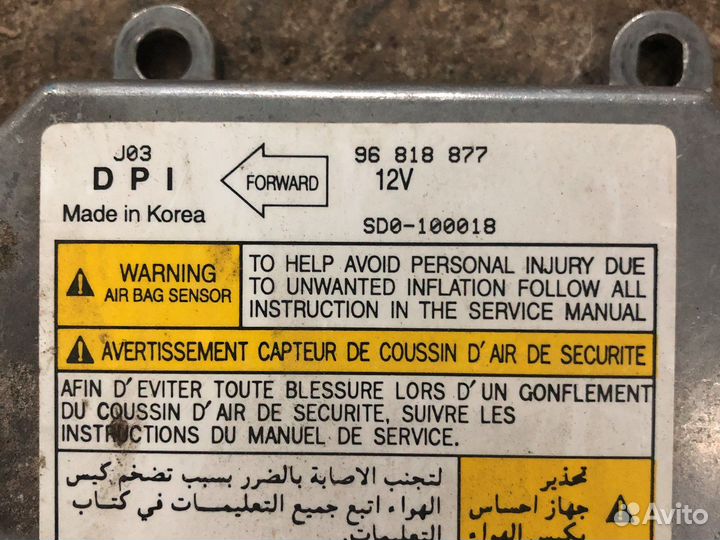 J03
DPI
Made in Korea
FORWARD
96 818 877
12V
SD0-100018
WARNING
AIR BAG SENSOR
TO HELP AVOID PERSONAL INJURY DUE
TO UNWANTED INFLATION FOLLOW ALL
INSTRUCTION IN THE SERVICE MANUAL
AVERTISSEMENT CAPTEUR DE COUSSIN D'AIR DE SECURITE
AFIN D'EVITER TOUTE BLESSURE LORS D'UN GONFLEMENT
DU COUSSIN D'AIR DE SECURITE, SUIVRE LES
INSTRUCTIONS DU MANUEL DE SERVICE.
تحذير
جهاز احساس
بكيس الهواء
لتجنب الاصابة بالضرر بسبب تضخم كيس
الهواء اتبع جميع التعليمات في كتاب
التعليمات.
Avito